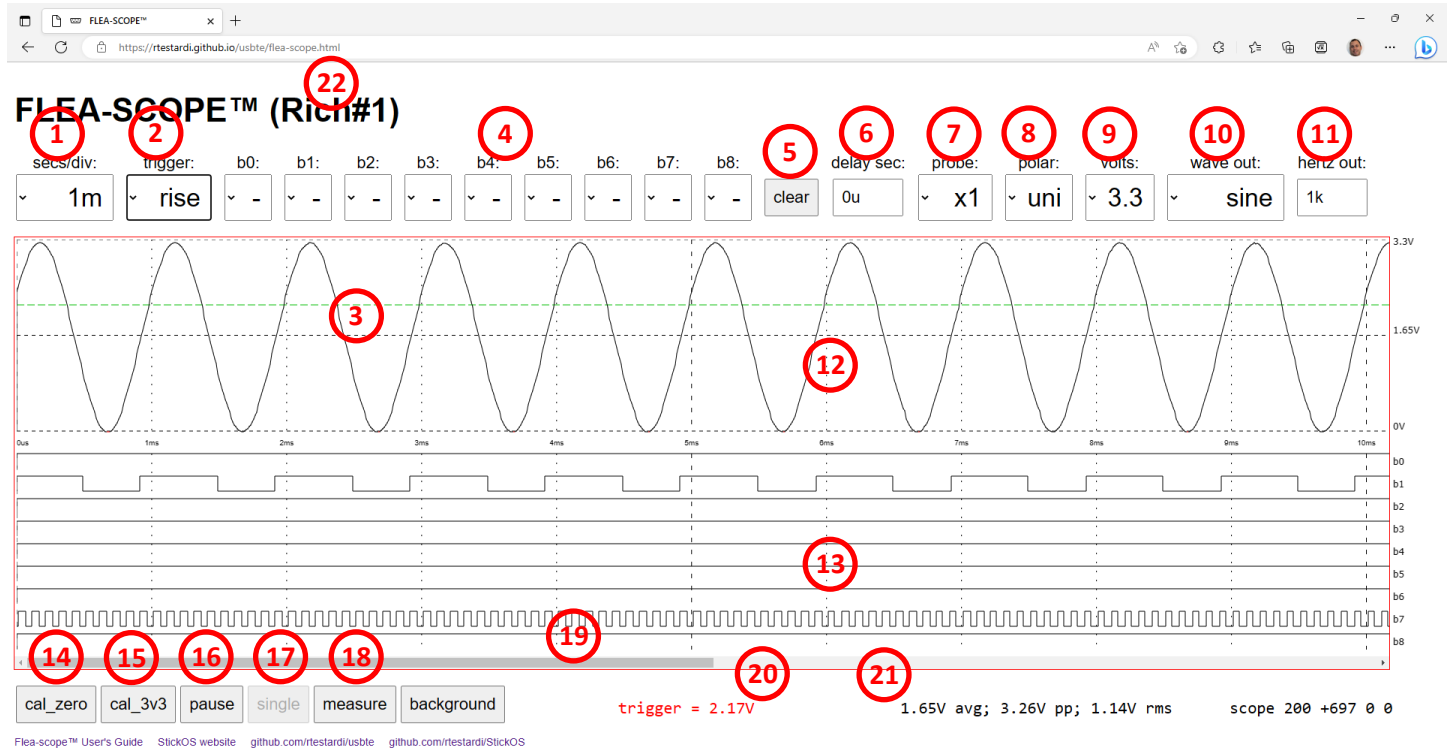 FLEA-SCOPE™
https://rtestardi.github.io/usbte/flea-scope.html
22
FLEA-SCOPE™ (Rich#1)
1 2 4 5 6 7 8 9 10 11
secs/div: trigger: b0: b1: b2: b3: b4: b5: b6: b7: b8: delay sec: probe: polar: volts: wave out: hertz out:
1m rise - - - - - - - - - clear 0u x1 uni 3.3 sine 1k
3.3V
3
1.65V
12
0V
0us 1ms 2ms 3ms 4ms 5ms 6ms 7ms 8ms 9ms 10ms
b0
b1
b2
b3
b4
13
b5
b6
b7
19
b8
14 15 16 17 18 20 21
cal_zero cal_3v3 pause single measure background trigger = 2.17V 1.65V avg; 3.26V pp; 1.14V rms scope 200 +697 0 0
Flea-scope™ User's Guide StickOS website github.com/rtestardi/usbte github.com/rtestardi/StickOS